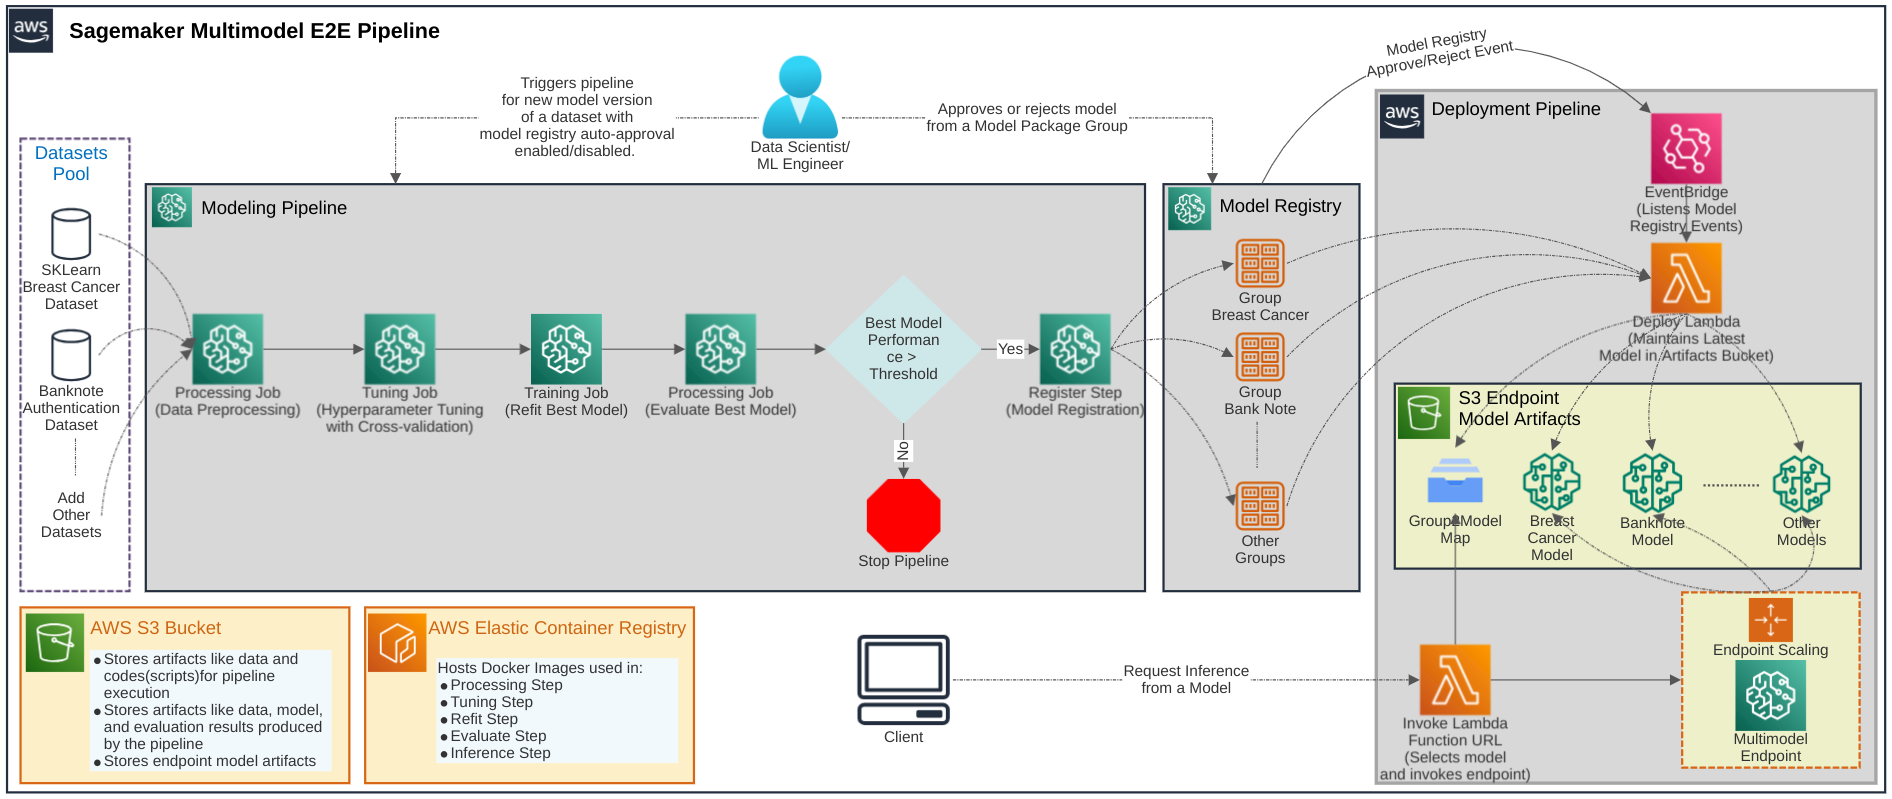 aws
Sagemaker Multimodel E2E Pipeline
Triggers pipeline
for new model version
of a dataset with
model registry auto-approval
enabled/disabled.
Data Scientist/
ML Engineer
Approves or rejects model
from a Model Package Group
Model Registry
Approve/Reject Event
Datasets
Pool
SKLearn
Breast Cancer
Dataset
Banknote
Authentication
Dataset
Add
Other
Datasets
Modeling Pipeline
Processing Job
(Data Preprocessing)
Tuning Job
(Hyperparameter Tuning
with Cross-validation)
Training Job
(Refit Best Model)
Processing Job
(Evaluate Best Model)
Best Model
Performan
ce >
Threshold
Yes
No
Stop Pipeline
Register Step
(Model Registration)
Model Registry
Group
Breast Cancer
Group
Bank Note
Other
Groups
aws
Deployment Pipeline
EventBridge
(Listens Model
Registry Events)
Deploy Lambda
(Maintains Latest
Model in Artifacts Bucket)
S3 Endpoint
Model Artifacts
Group-Model
Map
Breast
Cancer
Model
Banknote
Model
Other
Models
Endpoint Scaling
Multimodel
Endpoint
Invoke Lambda
Function URL
(Selects model
and invokes endpoint)
Request Inference
from a Model
Client
AWS S3 Bucket
● Stores artifacts like data and
codes(scripts)for pipeline
execution
● Stores artifacts like data, model,
and evaluation results produced
by the pipeline
● Stores endpoint model artifacts
AWS Elastic Container Registry
Hosts Docker Images used in:
● Processing Step
● Tuning Step
● Refit Step
● Evaluate Step
● Inference Step